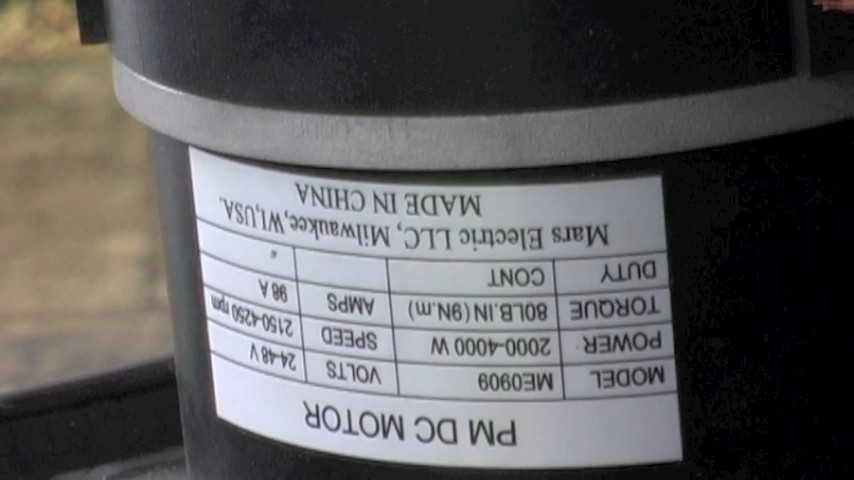 PM DC MOTOR
MODEL ME0909 VOLTS 24-48 V
POWER 2000-4000 W SPEED 2150-4250 rpm
TORQUE 80LB.IN(9N.m) AMPS 98 A
DUTY CONT
Mars Electric LLC, Milwaukee,WI,USA.
MADE IN CHINA